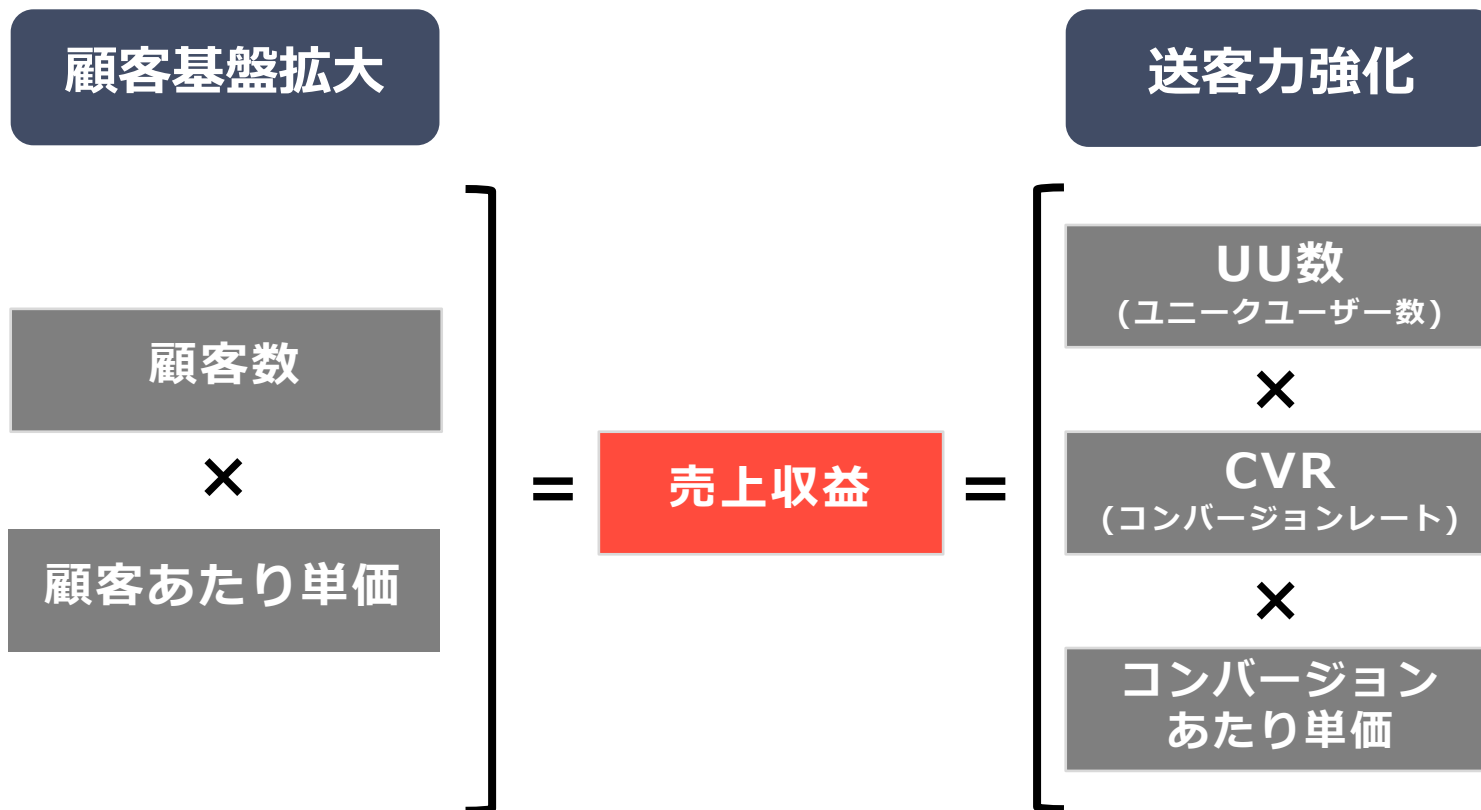 顧客基盤拡大
顧客数
×
顧客あたり単価
=
売上収益
=
送客力強化
UU数
(ユニークユーザー数)
×
CVR
(コンバージョンレート)
×
コンバージョン
あたり単価